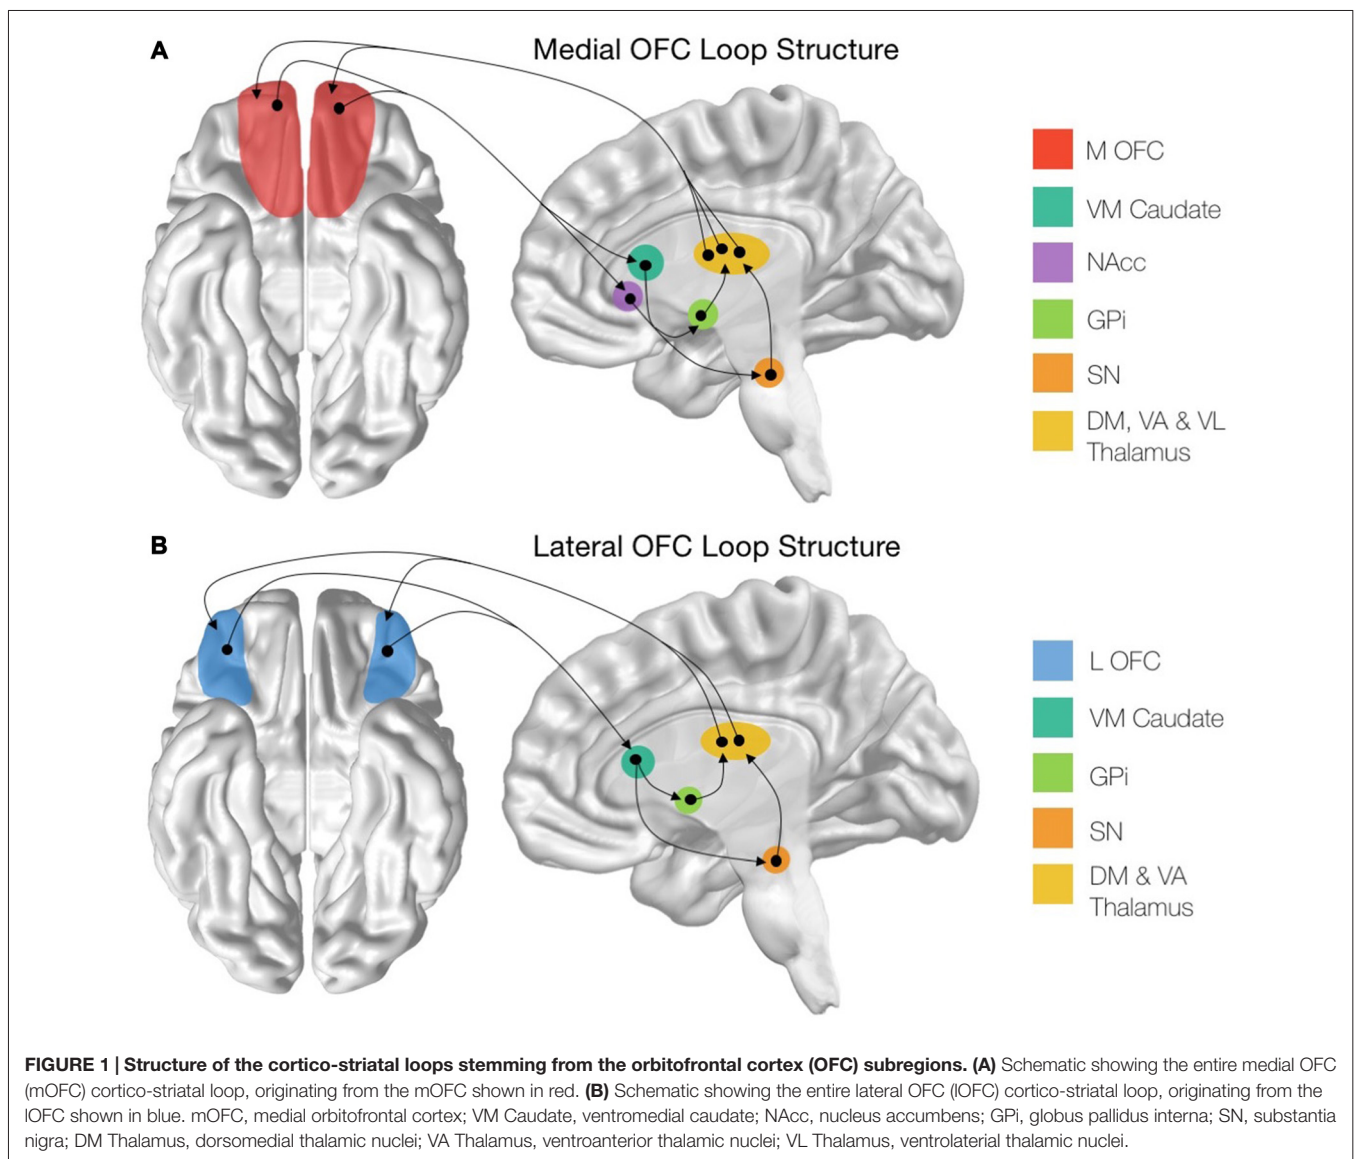 A
Medial OFC Loop Structure
M OFC
VM Caudate
NAcc
GPi
SN
DM, VA & VL
Thalamus
B
Lateral OFC Loop Structure
L OFC
VM Caudate
GPi
SN
DM & VA
Thalamus
FIGURE 1 | Structure of the cortico-striatal loops stemming from the orbitofrontal cortex (OFC) subregions. (A) Schematic showing the entire medial OFC
(mOFC) cortico-striatal loop, originating from the mOFC shown in red. (B) Schematic showing the entire lateral OFC (lOFC) cortico-striatal loop, originating from the
lOFC shown in blue. mOFC, medial orbitofrontal cortex; VM Caudate, ventromedial caudate; NAcc, nucleus accumbens; GPi, globus pallidus interna; SN, substantia
nigra; DM Thalamus, dorsomedial thalamic nuclei; VA Thalamus, ventroanterior thalamic nuclei; VL Thalamus, ventrolaterial thalamic nuclei.